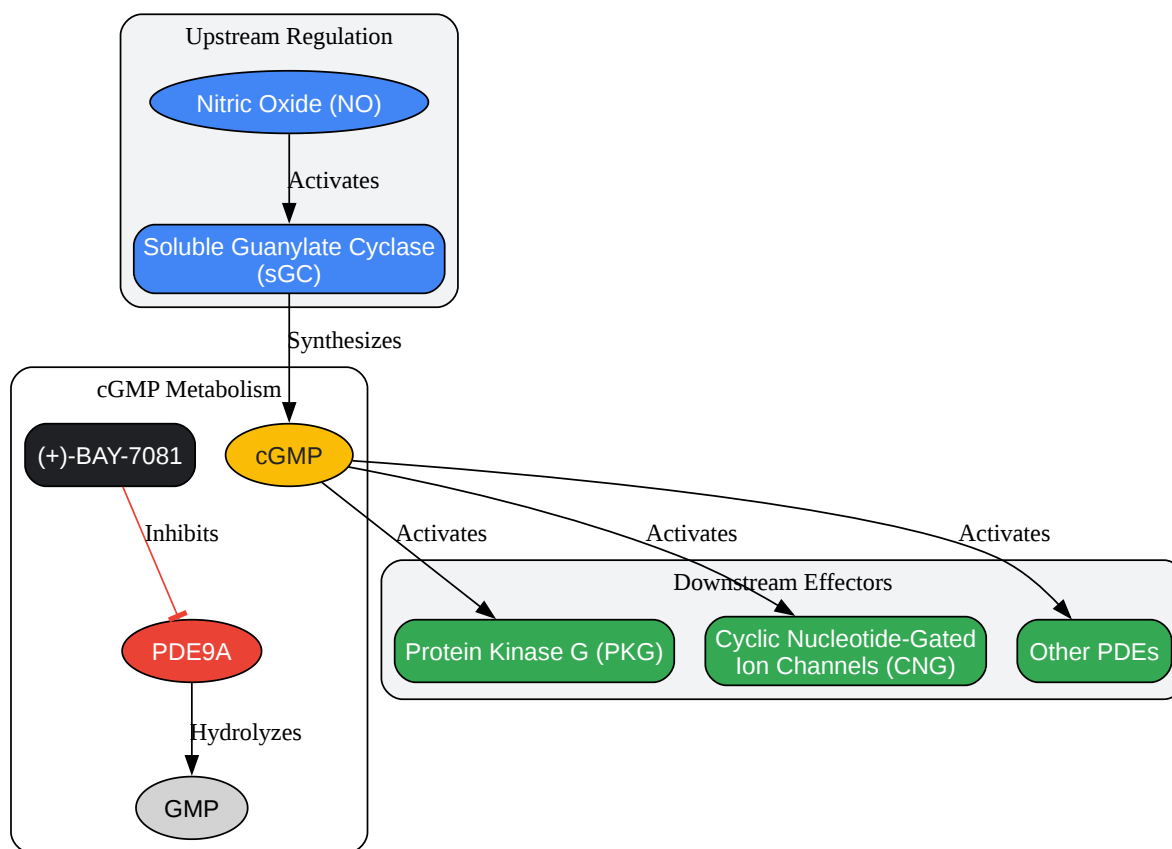 Upstream Regulation
Nitric Oxide (NO)
Activates
Soluble Guanylate Cyclase
(sGC)
Synthesizes
cGMP Metabolism
(+)-BAY-7081
cGMP
Inhibits
Activates
Activates
Activates
Downstream Effectors
PDE9A
Protein Kinase G (PKG)
Cyclic Nucleotide-Gated
Ion Channels (CNG)
Other PDEs
Hydrolyzes
GMP